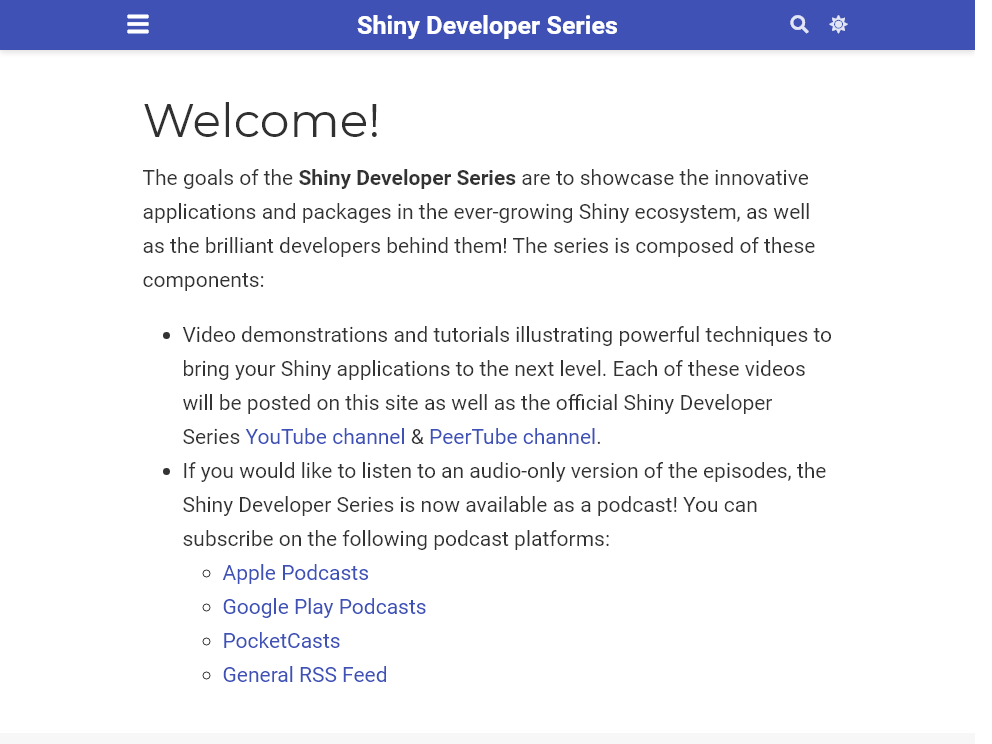 Shiny Developer Series
Welcome!
The goals of the Shiny Developer Series are to showcase the innovative
applications and packages in the ever-growing Shiny ecosystem, as well
as the brilliant developers behind them! The series is composed of these
components:
Video demonstrations and tutorials illustrating powerful techniques to
bring your Shiny applications to the next level. Each of these videos
will be posted on this site as well as the official Shiny Developer
Series YouTube channel & PeerTube channel.
If you would like to listen to an audio-only version of the episodes, the
Shiny Developer Series is now available as a podcast! You can
subscribe on the following podcast platforms:
Apple Podcasts
Google Play Podcasts
PocketCasts
General RSS Feed